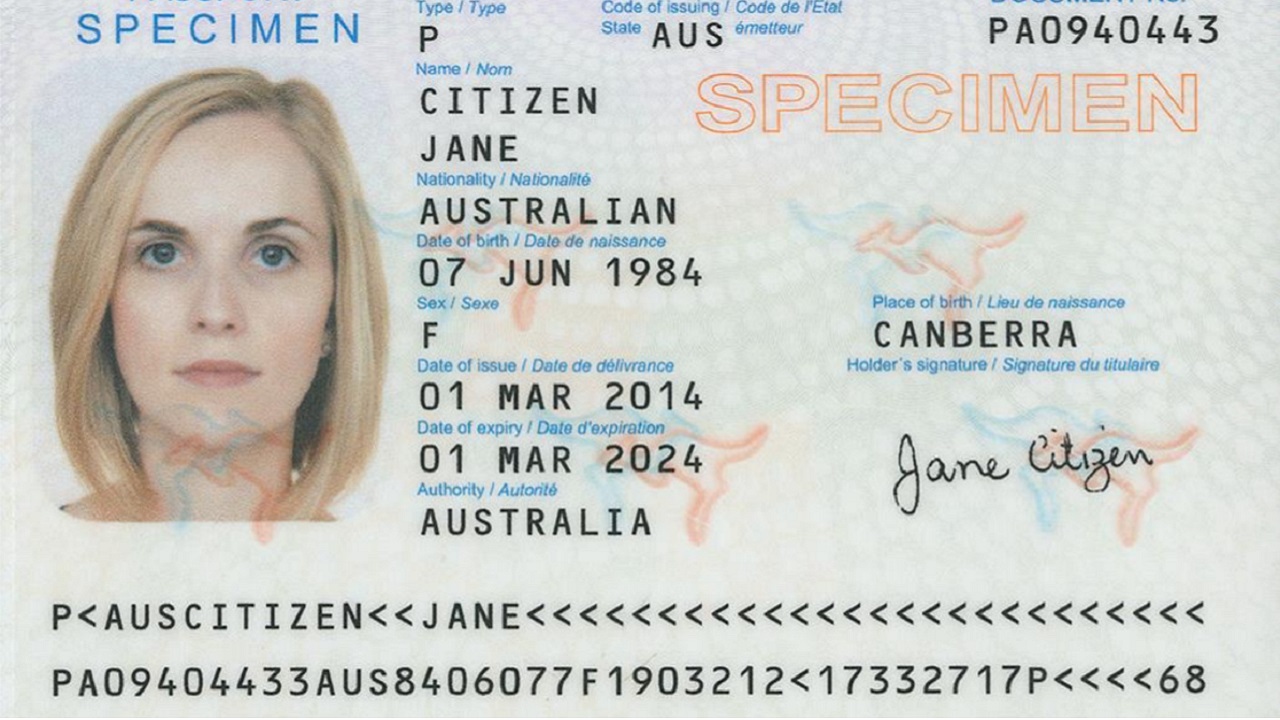 SPECIMEN
Type / Type
P
Code of issuing / Code de l'État
State AUS émetteur
PA0940443
Name / Nom
CITIZEN
JANE
SPECIMEN
Nationality / Nationalité
AUSTRALIAN
Date of birth / Date de naissance
07 JUN 1984
Sex / Sexe
F
Place of birth / Lieu de naissance
CANBERRA
Date of issue / Date de délivrance
01 MAR 2014
Holder's signature / Signature du titulaire
Date of expiry / Date d'expiration
01 MAR 2024
Jane Citizen
Authority / Autorité
AUSTRALIA
P<AUSCITIZEN<<JANE<<<<<<<<<<<<<<<<<<<<<<<<<<
PA09404433AUS8406077F1903212<17332717P<<<<68